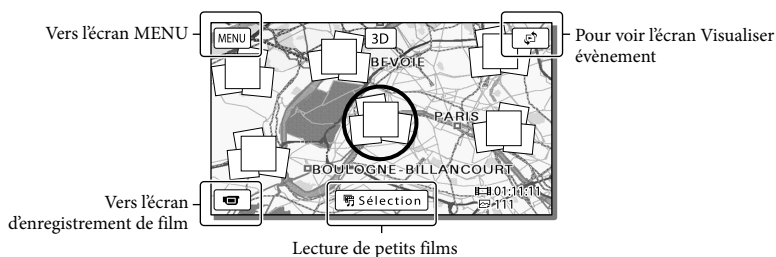 Vers l'écran MENU
MENU
3D
Pour voir l'écran Visualiser
évènement
BEVOIE
PARIS
BOULOGNE-BILLANCOURT
Vers l'écran
d'enregistrement de film
Sélection
01:11:11
111
Lecture de petits films